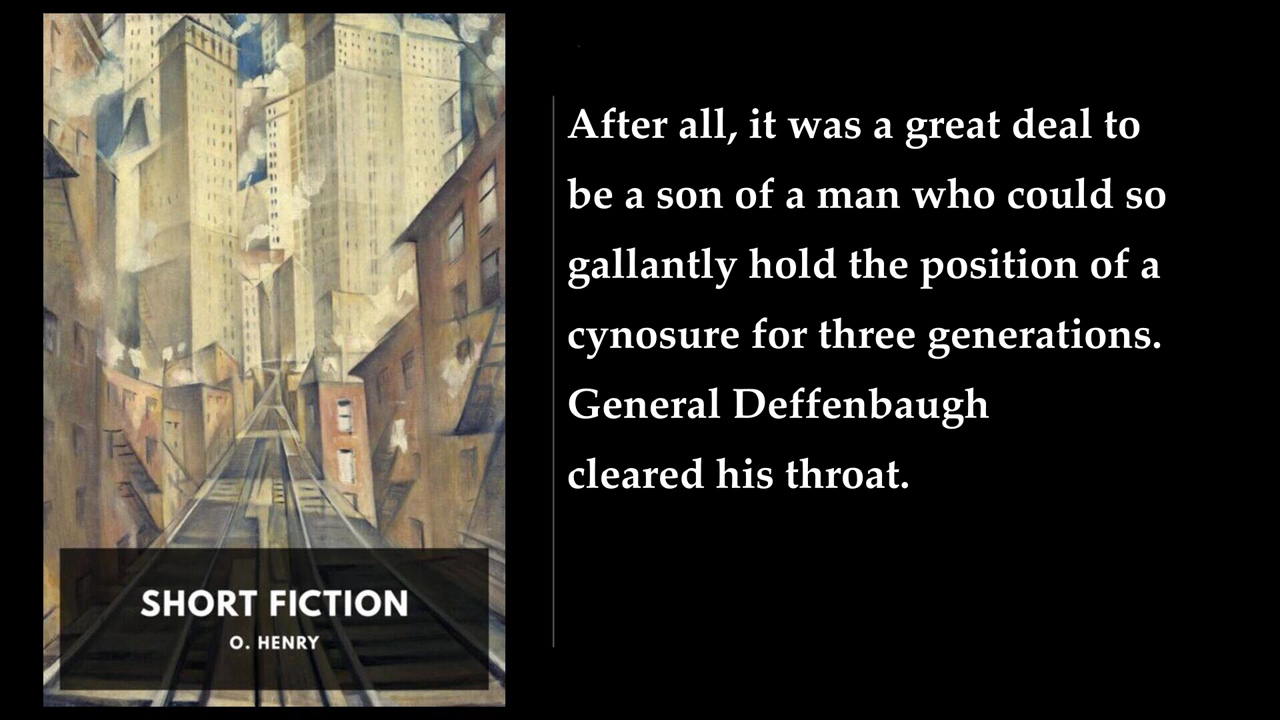 After all, it was a great deal to
be a son of a man who could so
gallantly hold the position of a
cynosure for three generations.
General Deffenbaugh
cleared his throat.
SHORT FICTION
O. HENRY